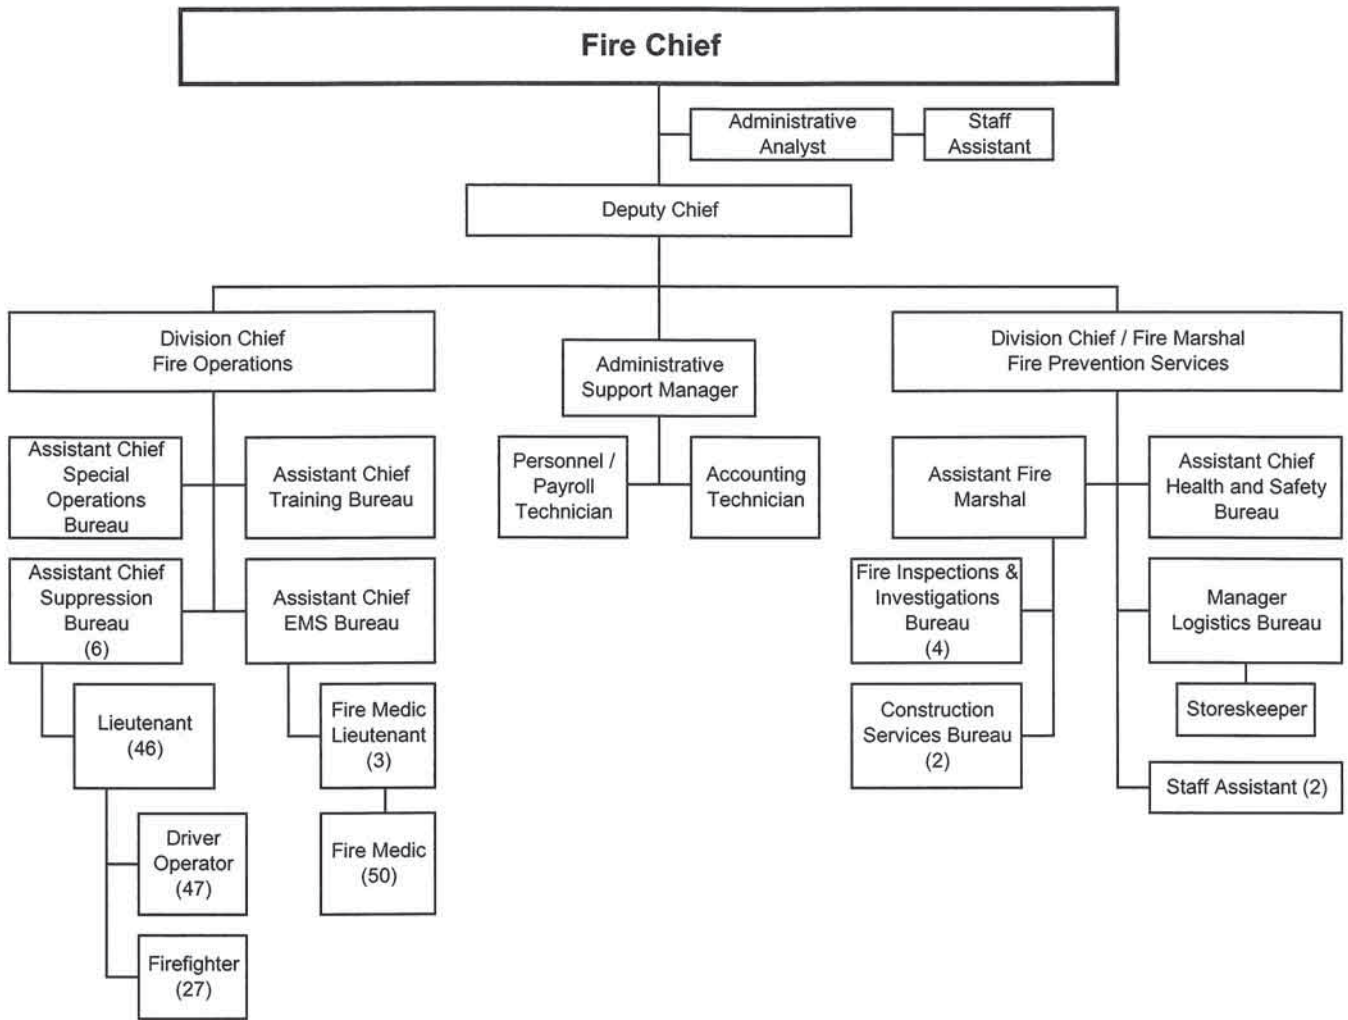 Fire Chief
Administrative
Analyst
Staff
Assistant
Deputy Chief
Division Chief
Fire Operations
Administrative
Support Manager
Division Chief / Fire Marshal
Fire Prevention Services
Assistant Chief
Special
Operations
Bureau
Assistant Chief
Training Bureau
Personnel /
Payroll
Technician
Accounting
Technician
Assistant Fire
Marshal
Assistant Chief
Health and Safety
Bureau
Assistant Chief
Suppression
Bureau
(6)
Assistant Chief
EMS Bureau
Fire Inspections &
Investigations
Bureau
(4)
Manager
Logistics Bureau
Lieutenant
(46)
Fire Medic
Lieutenant
(3)
Construction
Services Bureau
(2)
Storeskeeper
Staff Assistant (2)
Driver
Operator
(47)
Fire Medic
(50)
Firefighter
(27)